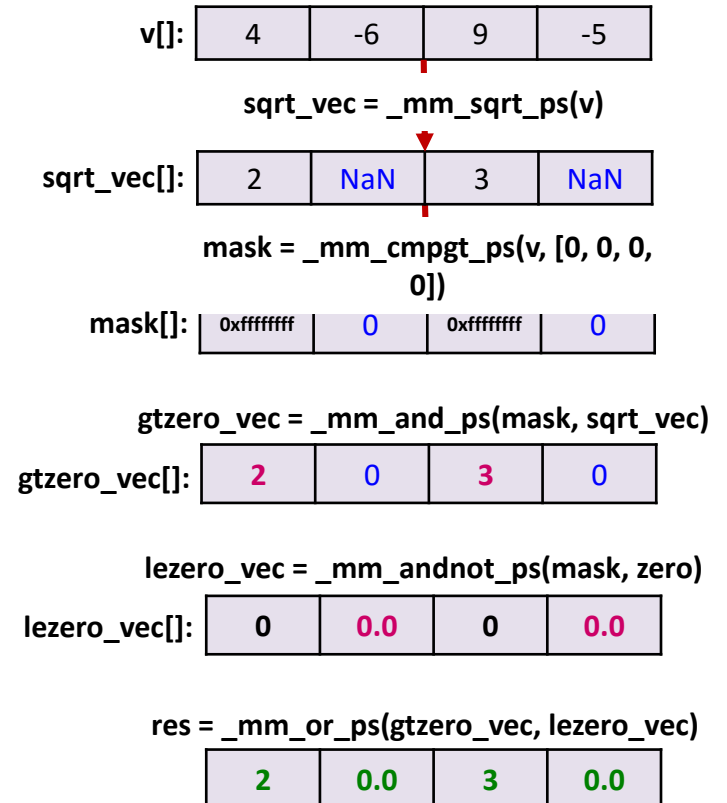 v[]: 4 -6 9 -5
sqrt_vec = _mm_sqrt_ps(v)
sqrt_vec[]: 2 NaN 3 NaN
mask = _mm_cmpgt_ps(v, [0, 0, 0,
0])
mask[]: 0xffffffff 0 0xffffffff 0
gtzero_vec = _mm_and_ps(mask, sqrt_vec)
gtzero_vec[]: 2 0 3 0
lezero_vec = _mm_andnot_ps(mask, zero)
lezero_vec[]: 0 0.0 0 0.0
res = _mm_or_ps(gtzero_vec, lezero_vec)
2 0.0 3 0.0